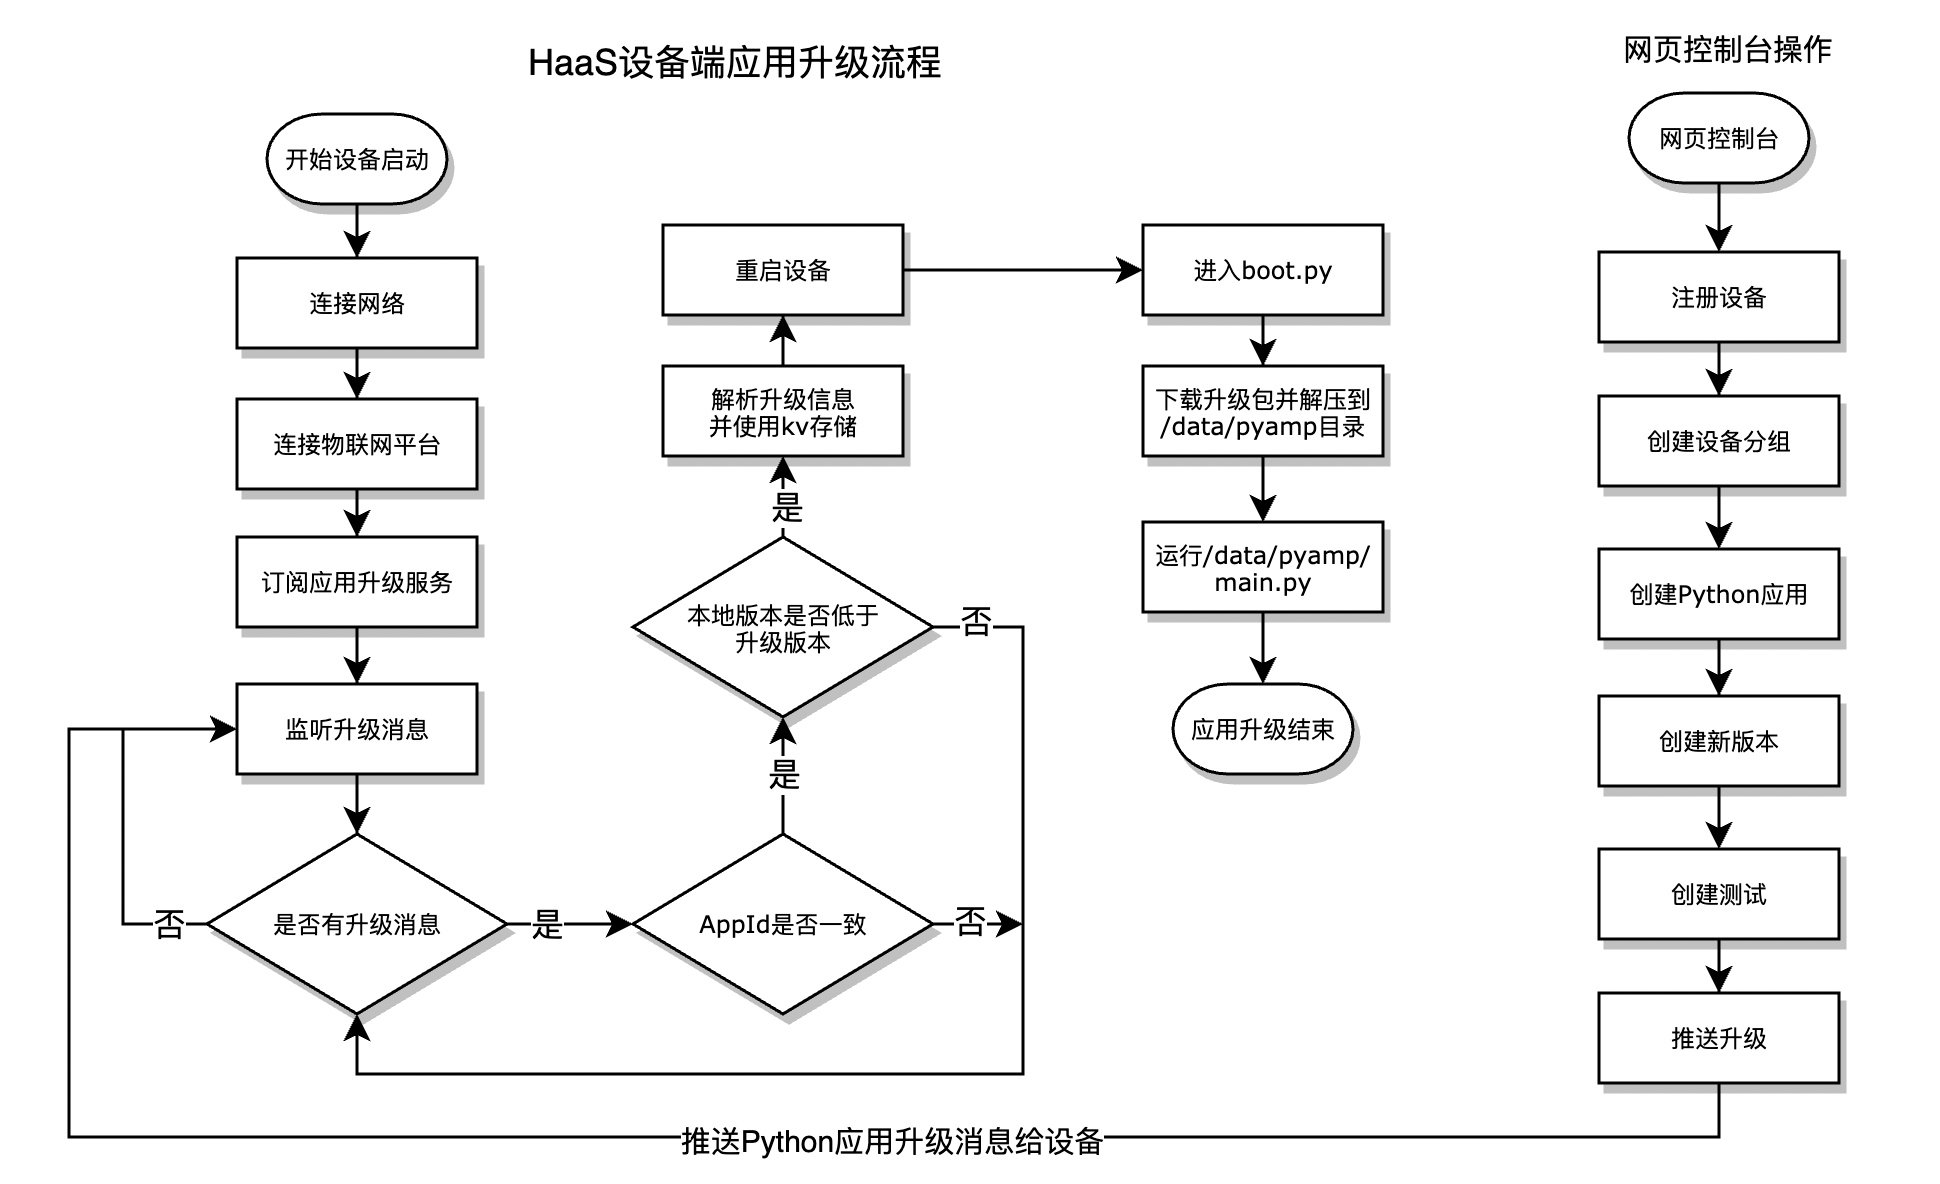 HaaS设备端应用升级流程
开始设备启动
连接网络
连接物联网平台
订阅应用升级服务
监听升级消息
是否有升级消息
否
是
AppId是否一致
否
是
本地版本是否低于
升级版本
否
是
解析升级信息
并使用kv存储
重启设备
进入boot.py
下载升级包并解压到
/data/pyamp目录
运行/data/pyamp/
main.py
应用升级结束
网页控制台操作
网页控制台
注册设备
创建设备分组
创建Python应用
创建新版本
创建测试
推送升级
推送Python应用升级消息给设备